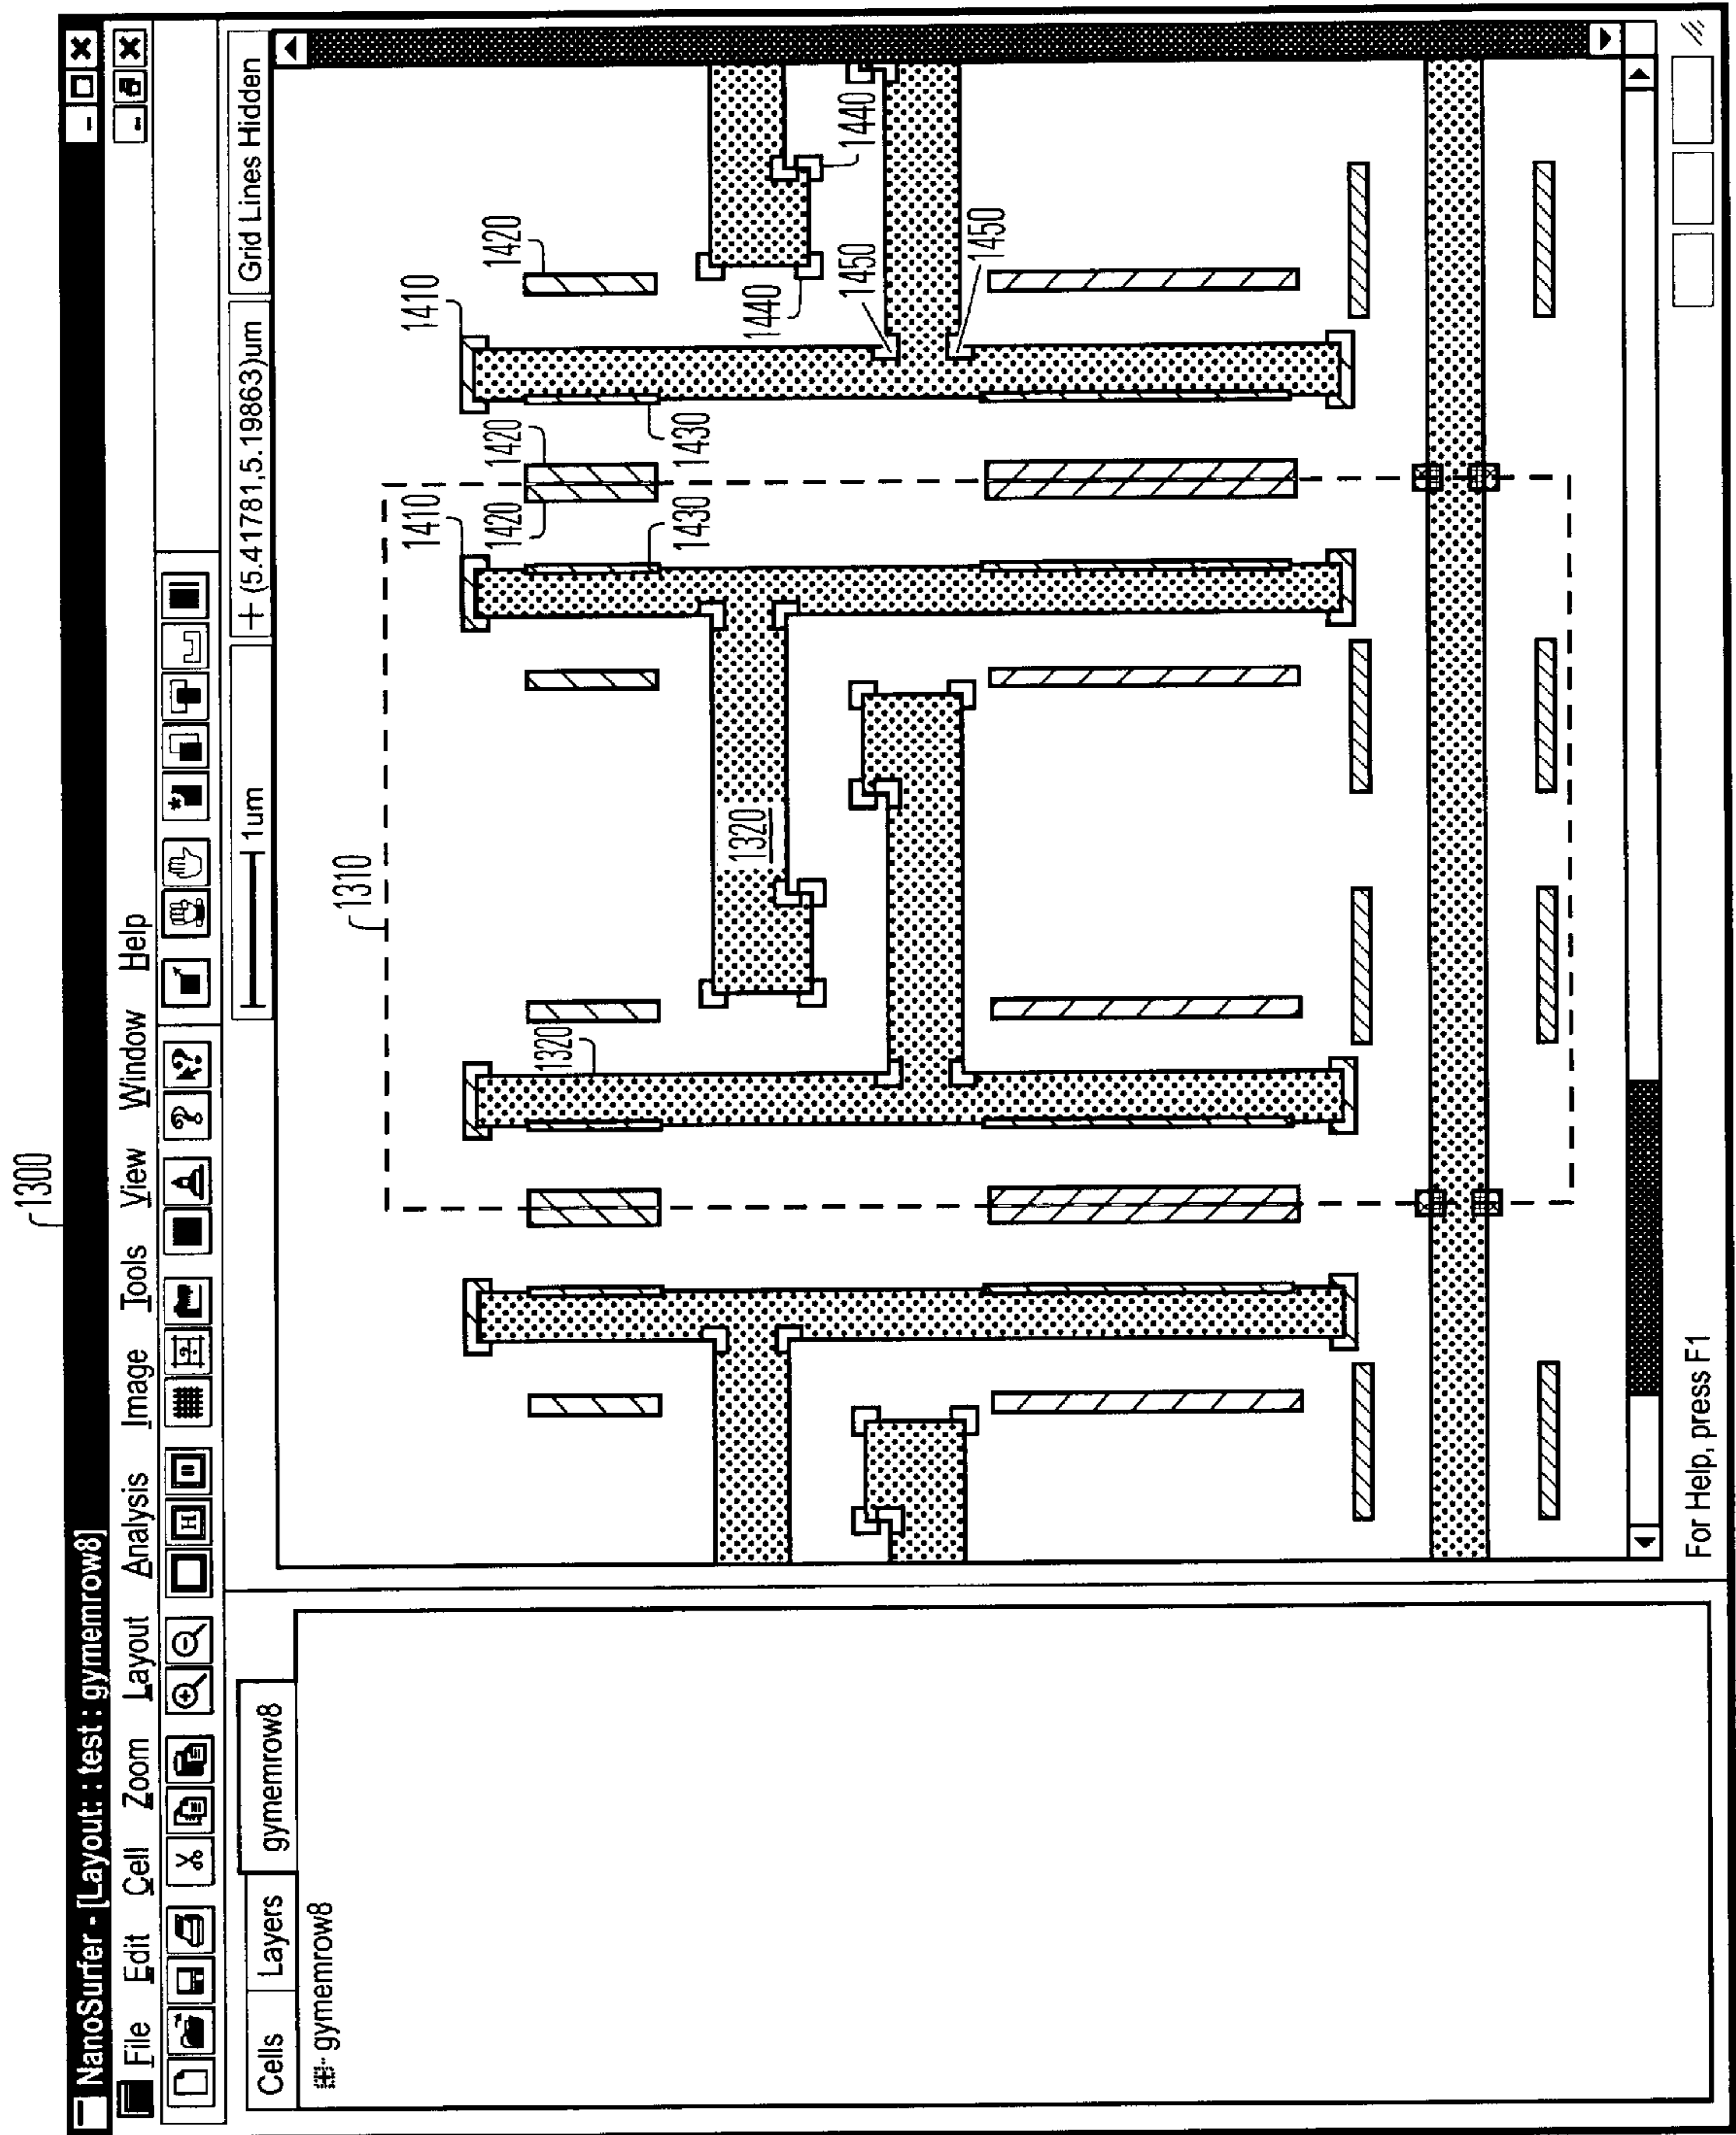 1300
NanoSurfer - [Layout: : test : gymemrow8]
File Edit Cell Zoom Layout Analysis Image Tools View Window Help
Cells Layers gymemrow8
gymemrow8
1um
(5.41781,5.19863)um
Grid Lines Hidden
1310
1410
1410
1420
1420
1420
1430
1430
1320
1320
1440
1440
1450
1450
For Help, press F1